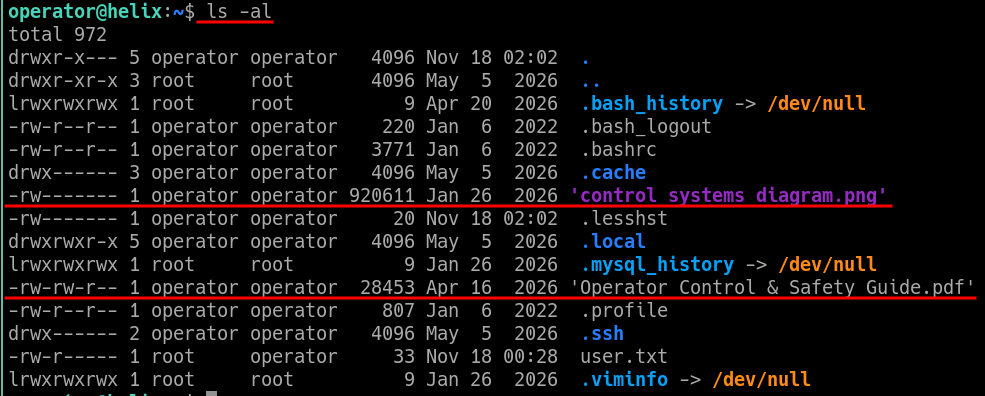 operator@helix:~$ ls -al
total 972
drwxr-x--- 5 operator operator   4096 Nov 18 02:02  .
drwxr-xr-x 3 root     root       4096 May  5  2026  ..
lrwxrwxrwx 1 root     root          9 Apr 20  2026  .bash_history -> /dev/null
-rw-r--r-- 1 operator operator    220 Jan  6  2022  .bash_logout
-rw-r--r-- 1 operator operator   3771 Jan  6  2022  .bashrc
drwx------ 3 operator operator   4096 May  5  2026  .cache
-rw------- 1 operator operator 920611 Jan 26  2026 'control systems diagram.png'
-rw------- 1 operator operator     20 Nov 18 02:02  .lesshst
drwxrwxr-x 5 operator operator   4096 May  5  2026  .local
lrwxrwxrwx 1 root     root          9 Jan 26  2026  .mysql_history -> /dev/null
-rw-rw-r-- 1 operator operator  28453 Apr 16  2026 'Operator Control & Safety Guide.pdf'
-rw-r--r-- 1 operator operator    807 Jan  6  2022  .profile
drwx------ 2 operator operator   4096 May  5  2026  .ssh
-rw-r----- 1 root     operator     33 Nov 18 00:28  user.txt
lrwxrwxrwx 1 root     root          9 Jan 26  2026  .viminfo -> /dev/null